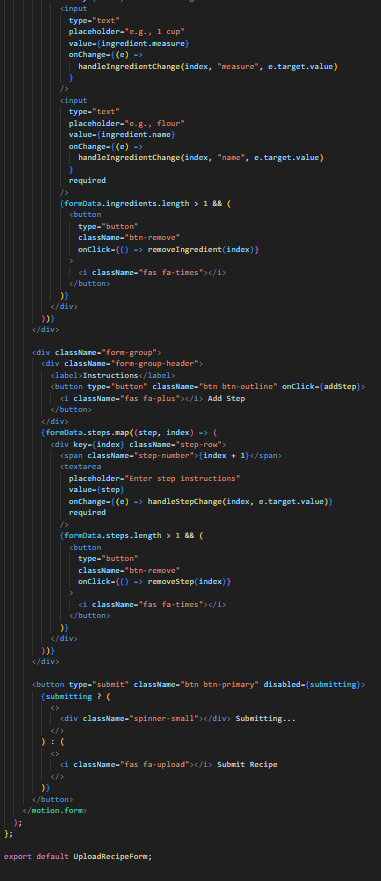 <input
type="text"
placeholder="e.g., 1 cup"
value={ingredient.measure}
onChange={(e) =>
handleIngredientChange(index, "measure", e.target.value)
}
/>
<input
type="text"
placeholder="e.g., flour"
value={ingredient.name}
onChange={(e) =>
handleIngredientChange(index, "name", e.target.value)
}
required
/>
{formData.ingredients.length > 1 && (
<button
type="button"
className="btn-remove"
onClick={() => removeIngredient(index)}
>
<i className="fas fa-times"></i>
</button>
)}
</div>
))}
</div>
<div className="form-group">
<div className="form-group-header">
<label>Instructions</label>
<button type="button" className="btn btn-outline" onClick={addStep}>
<i className="fas fa-plus"></i> Add Step
</button>
</div>
{formData.steps.map((step, index) => (
<div key={index} className="step-row">
<span className="step-number">{index + 1}</span>
<textarea
placeholder="Enter step instructions"
value={step}
onChange={(e) => handleStepChange(index, e.target.value)}
required
/>
{formData.steps.length > 1 && (
<button
type="button"
className="btn-remove"
onClick={() => removeStep(index)}
>
<i className="fas fa-times"></i>
</button>
)}
</div>
))}
</div>
<button type="submit" className="btn btn-primary" disabled={submitting}>
{submitting ? (
<>
<div className="spinner-small"></div> Submitting...
</>
) : (
<>
<i className="fas fa-upload"></i> Submit Recipe
</>
)}
</button>
</motion.form>
);
};
export default UploadRecipeForm;